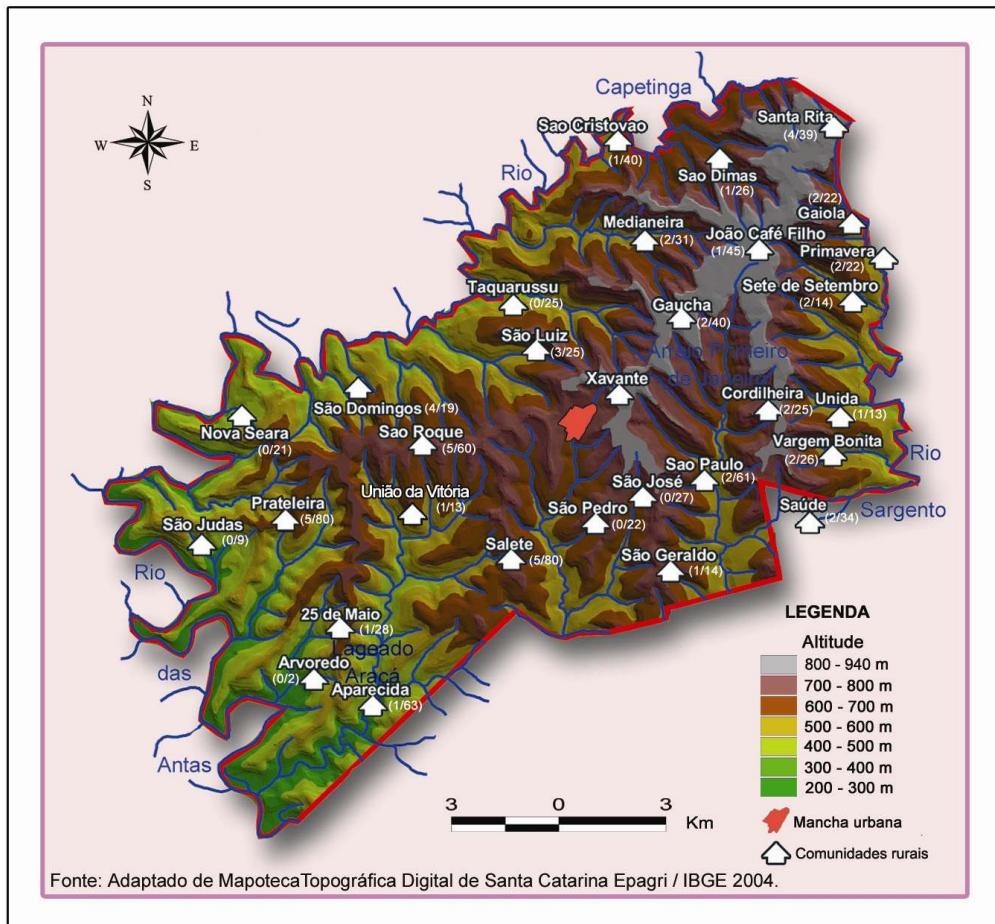 Capetinga
Santa Rita
(4/39)
Sao Cristovao
(1/40)
N
W E
S
Rio
Sao Dimas
(1/26)
(2/22)
Gaiola
Medianeira
(2/31)
João Café Filho
(1/45)
Primavera
(2/22)
Taquarussu
(0/25)
Sete de Setembro
(2/14)
Gaucha
(2/40)
São Luiz
(3/25)
Arroio Primeiro
de Janeiro
Xavante
Cordilheira
(2/25)
Unida
(1/13)
São Domingos (4/19)
Nova Seara
(0/21)
Sao Roque
(5/60)
Vargem Bonita
(2/26)
Rio
Sargento
Sao Paulo
(2/61)
São José
(0/27)
União da Vitória
(1/13)
Prateleira
(5/80)
São Pedro
(0/22)
Saúde
(2/34)
São Judas
(0/9)
Salete
(5/80)
São Geraldo
(1/14)
Rio
das
Antas
25 de Maio
(1/28)
Lageado
Araçá
Arvoredo
(0/2)
Aparecida
(1/63)
LEGENDA
Altitude
800 - 940 m
700 - 800 m
600 - 700 m
500 - 600 m
400 - 500 m
300 - 400 m
200 - 300 m
Mancha urbana
Comunidades rurais
3 0 3
Km
Fonte: Adaptado de MapotecaTopográfica Digital de Santa Catarina Epagri / IBGE 2004.